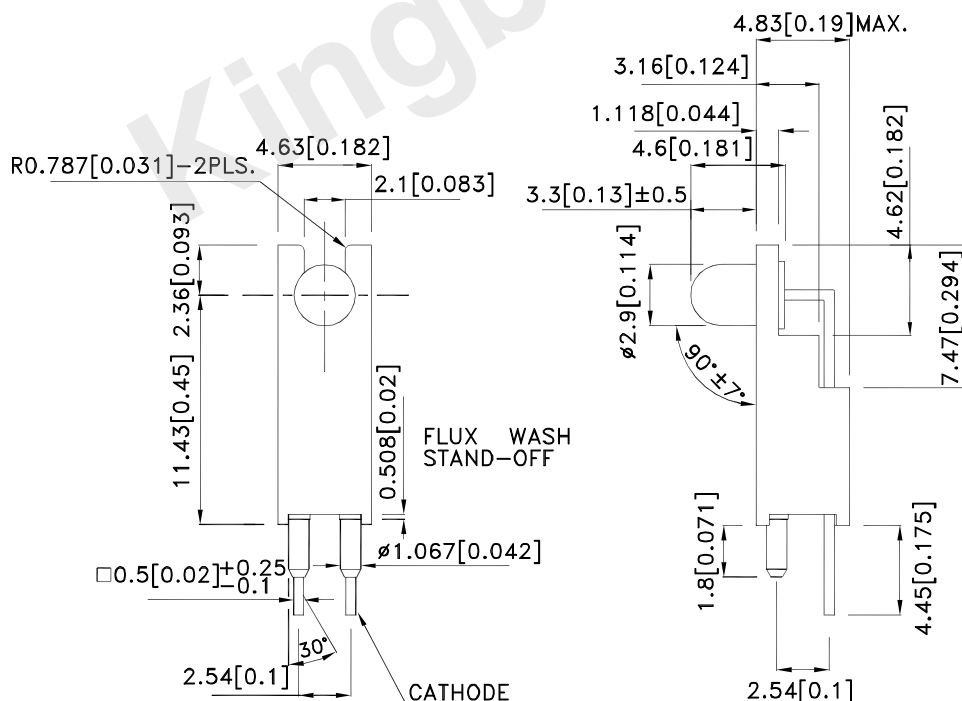 Kingb
4.83[0.19]MAX.
3.16[0.124]
1.118[0.044]
4.6[0.181]
3.3[0.13]±0.5
4.62[0.182]
7.47[0.294]
ø2.9[0.114]
90°±7°
4.63[0.182]
R0.787[0.031]-2PLS.
2.1[0.083]
2.36[0.093]
11.43[0.45]
0.508[0.02]
FLUX WASH
STAND-OFF
ø1.067[0.042]
□0.5[0.02]+0.25
-0.1
30°
2.54[0.1]
CATHODE
1.8[0.071]
4.45[0.175]
2.54[0.1]